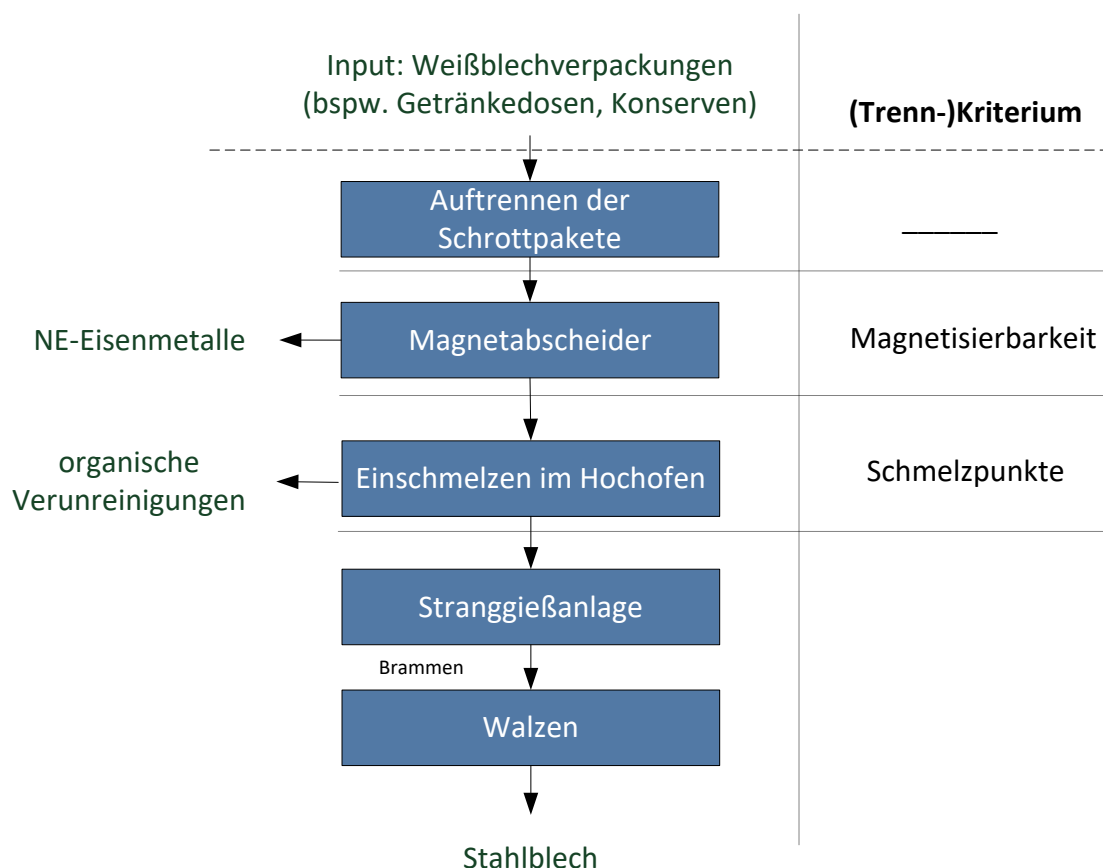 Input: Weißblechverpackungen
(bspw. Getränkedosen, Konserven)
(Trenn-)Kriterium
Auftrennen der
Schrottpakete
______
NE-Eisenmetalle
Magnetabscheider
Magnetisierbarkeit
organische
Verunreinigungen
Einschmelzen im Hochofen
Schmelzpunkte
Stranggießanlage
Brammen
Walzen
Stahlblech